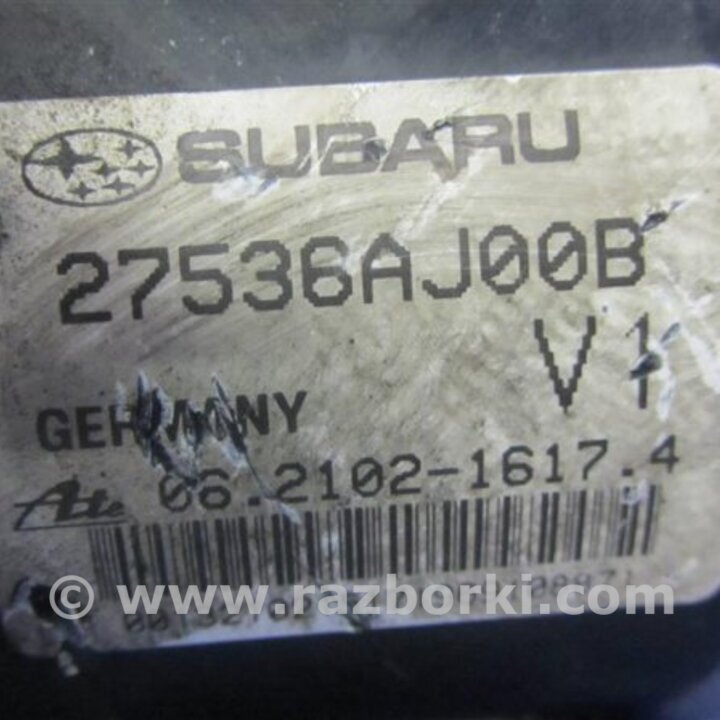 SUBARU
27536AJ00B
V1
GERMANY
Ate 06.2102-1617.4
© www.razborki.com